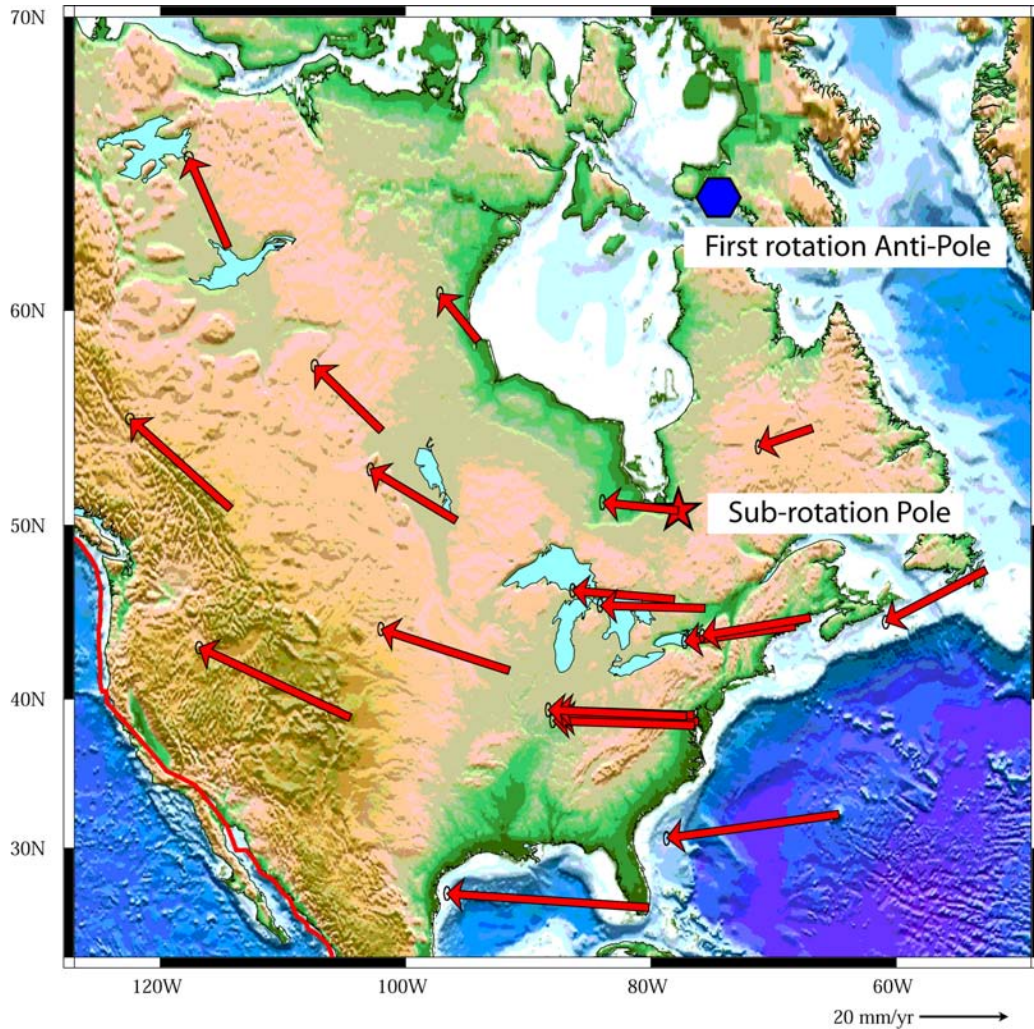 70N
First rotation Anti-Pole
60N
Sub-rotation Pole
50N
40N
30N
120W 100W 80W 60W
20 mm/yr